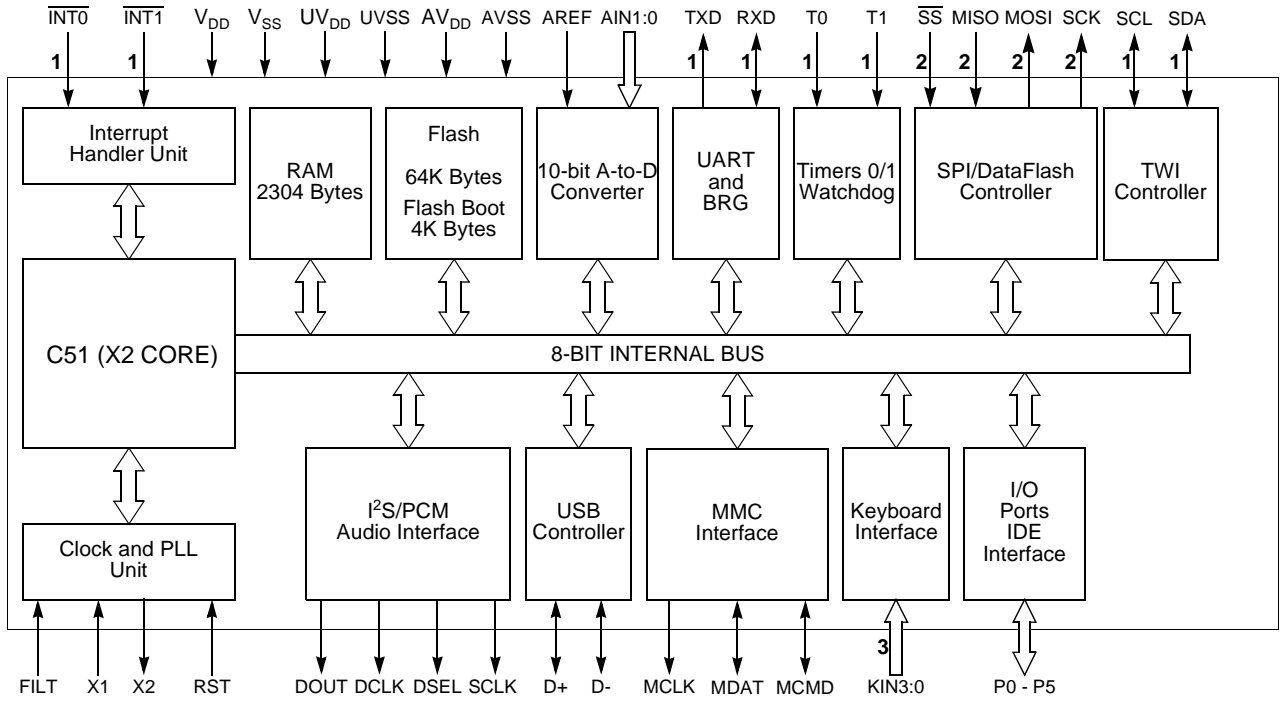 INT0 INT1 VDD VSS UVDD UVSS AVDD AVSS AREF AIN1:0 TXD RXD T0 T1 SS MISO MOSI SCK SCL SDA
1 1 1 1 1 1 2 2 2 2 1 1
Interrupt
Handler Unit
RAM
2304 Bytes
Flash
64K Bytes
Flash Boot
4K Bytes
10-bit A-to-D
Converter
UART
and
BRG
Timers 0/1
Watchdog
SPI/DataFlash
Controller
TWI
Controller
C51 (X2 CORE)
8-BIT INTERNAL BUS
Clock and PLL
Unit
I2S/PCM
Audio Interface
USB
Controller
MMC
Interface
Keyboard
Interface
I/O
Ports
IDE
Interface
3
FILT X1 X2 RST DOUT DCLK DSEL SCLK D+ D- MCLK MDAT MCMD KIN3:0 P0 - P5